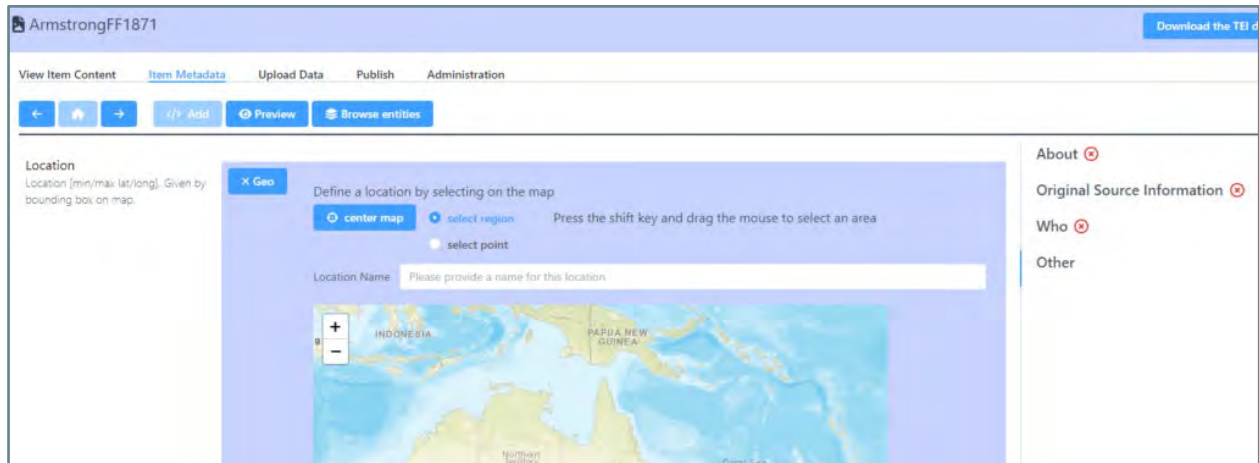 ArmstrongFF1871
Download the TEI d
View Item Content Item Metadata Upload Data Publish Administration
</> Add Preview Browse entities
Location
Location [min/max lat/long]. Given by
bounding box on map.
× Geo
Define a location by selecting on the map
center map select region Press the shift key and drag the mouse to select an area
select point
Location Name Please provide a name for this location.
+
−
INDONESIA
PAPUA NEW
GUINEA
Northern
Territory
Coral Sea
About
Original Source Information
Who
Other